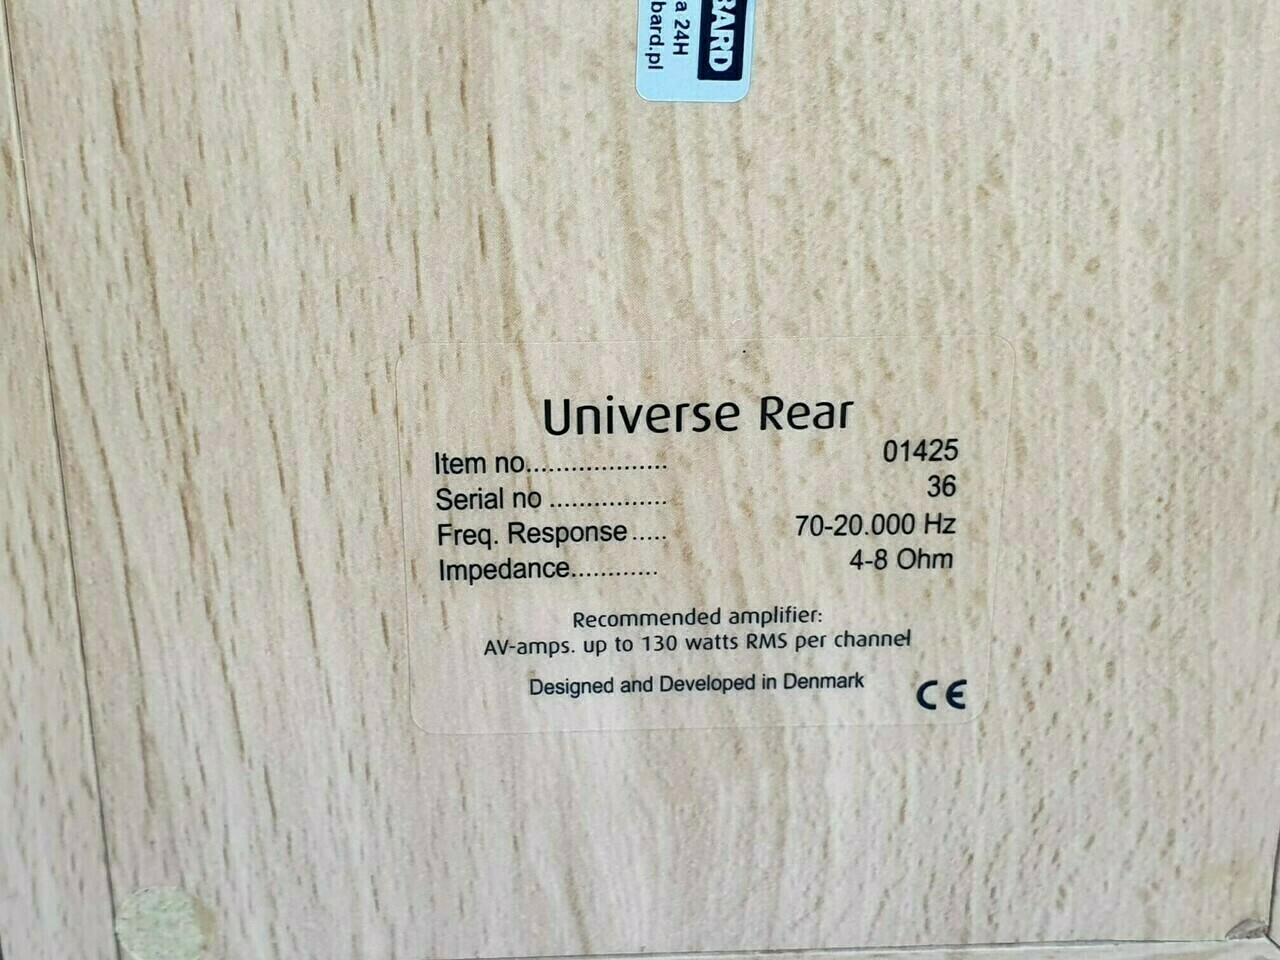 BARD
a 24H
bard.pl
Universe Rear
Item no................... 01425
Serial no ................ 36
Freq. Response ..... 70-20.000 Hz
Impedance............ 4-8 Ohm
Recommended amplifier:
AV-amps. up to 130 watts RMS per channel
Designed and Developed in Denmark
CE